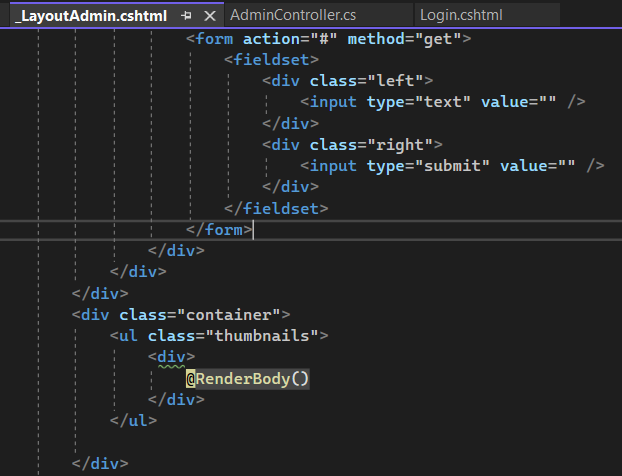 _LayoutAdmin.cshtml AdminController.cs Login.cshtml
<form action="#" method="get">
<fieldset>
<div class="left">
<input type="text" value="" />
</div>
<div class="right">
<input type="submit" value="" />
</div>
</fieldset>
</form>
</div>
</div>
</div>
<div class="container">
<ul class="thumbnails">
<div>
@RenderBody()
</div>
</ul>
</div>